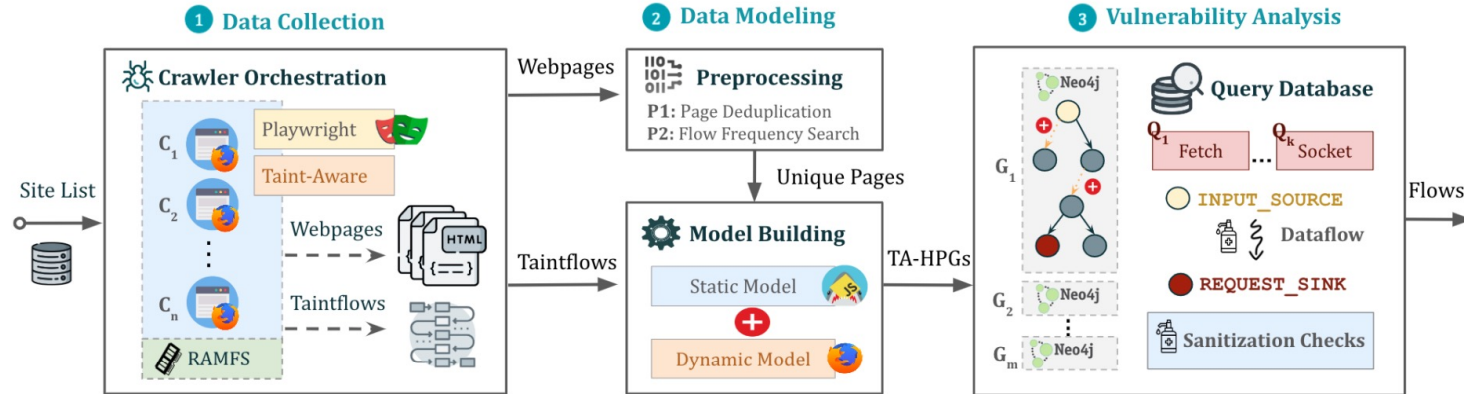 1 Data Collection
2 Data Modeling
3 Vulnerability Analysis
Site List
Crawler Orchestration
C1
C2
Cn
Playwright
Taint-Aware
RAMFS
Webpages
HTML
Taintflows
Webpages
Taintflows
Preprocessing
P1: Page Deduplication
P2: Flow Frequency Search
Unique Pages
Model Building
Static Model
JS
Dynamic Model
TA-HPGs
G1
Neo4j
G2
Neo4j
Gm
Neo4j
Query Database
Q1
Fetch
...
Qk
Socket
INPUT_SOURCE
Dataflow
REQUEST_SINK
Sanitization Checks
Flows